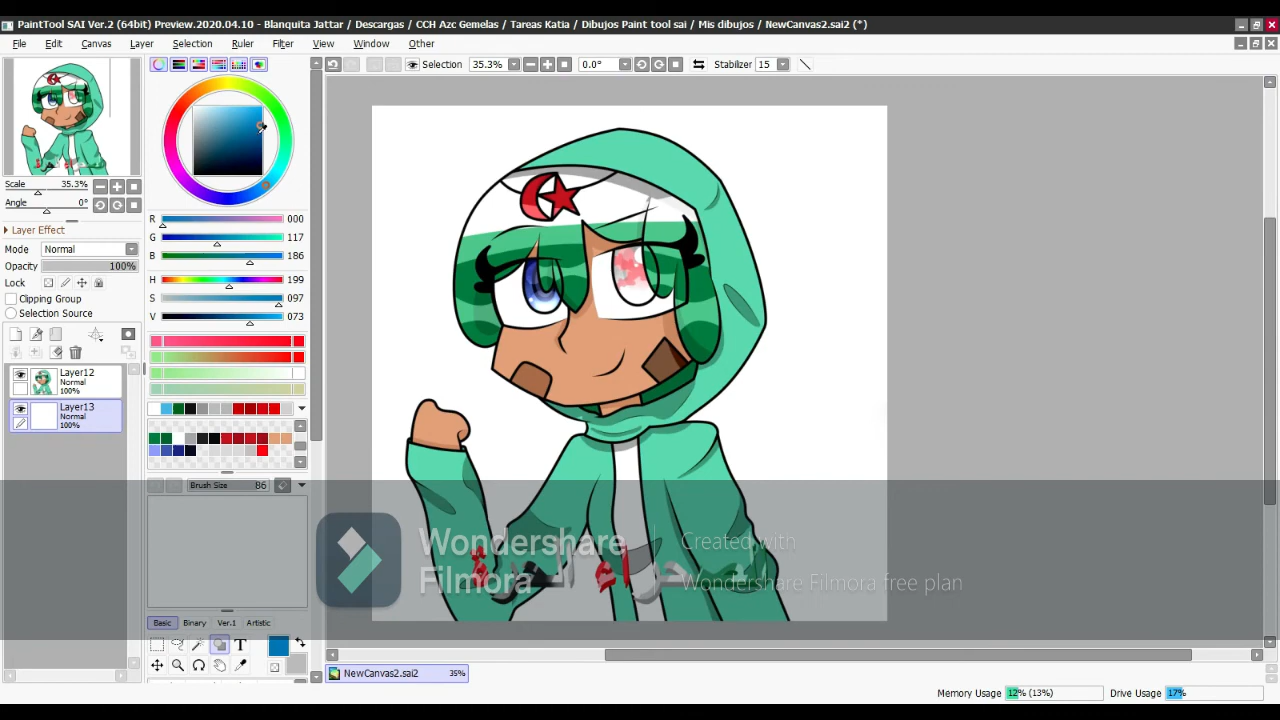 PaintTool SAI Ver.2 (64bit) Preview.2020.04.10 - Blanquita Jattar / Descargas / CCH Azc Gemelas / Tareas Katia / Dibujos Paint tool sai / Mis dibujos / NewCanvas2.sai2 (*)
File Edit Canvas Layer Selection Ruler Filter View Window Other
Selection 35.3% 0.0° Stabilizer 15
Scale 35.3%
Angle 0°
Layer Effect
Mode Normal
Opacity 100%
Lock
Clipping Group
Selection Source
Layer12
Normal
100%
Layer13
Normal
100%
R 000
G 117
B 186
H 199
S 097
V 073
Brush Size 86
Basic Binary Ver.1 Artistic
T
Wondershare
Filmora
Created with
Wondershare Filmora free plan
NewCanvas2.sai2 35%
Memory Usage 12% (13%) Drive Usage 17%